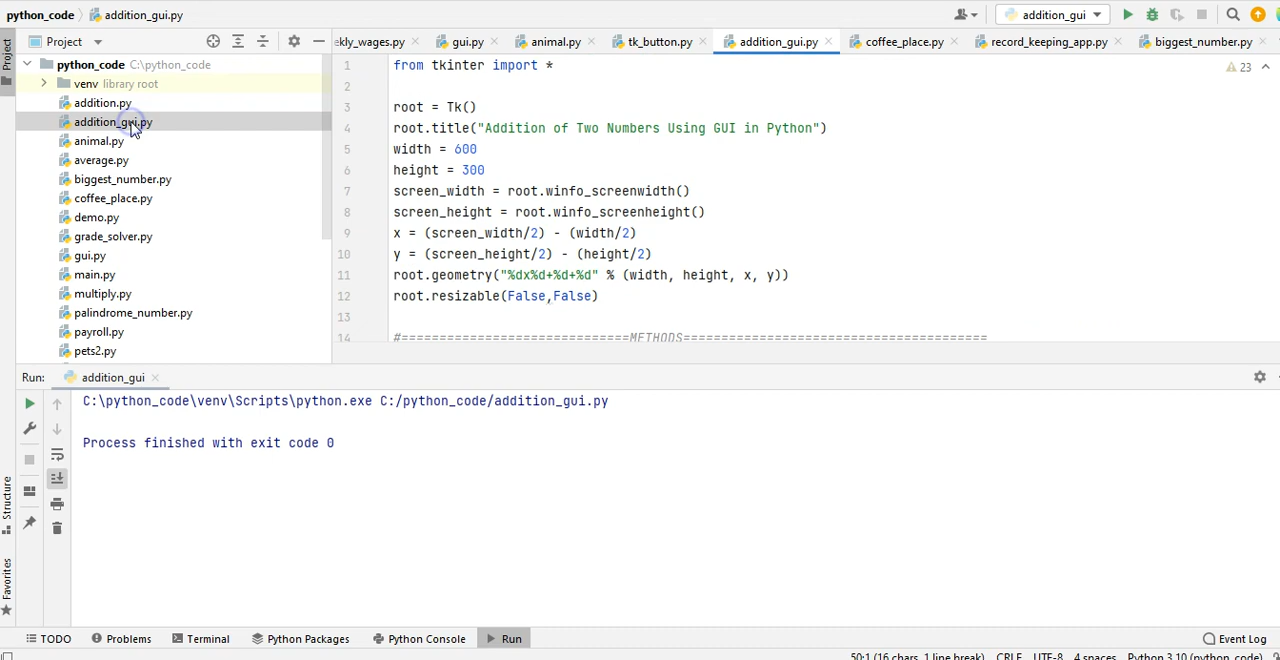 python_code addition_gui.py
addition_gui
Project
ekly_wages.py gui.py animal.py tk_button.py addition_gui.py coffee_place.py record_keeping_app.py biggest_number.py
Project
python_code C:\python_code
venv library root
addition.py
addition_gui.py
animal.py
average.py
biggest_number.py
coffee_place.py
demo.py
grade_solver.py
gui.py
main.py
multiply.py
palindrome_number.py
payroll.py
pets2.py
23
1 from tkinter import *
2
3 root = Tk()
4 root.title("Addition of Two Numbers Using GUI in Python")
5 width = 600
6 height = 300
7 screen_width = root.winfo_screenwidth()
8 screen_height = root.winfo_screenheight()
9 x = (screen_width/2) - (width/2)
10 y = (screen_height/2) - (height/2)
11 root.geometry("%dx%d+%d+%d" % (width, height, x, y))
12 root.resizable(False,False)
13
14 #==============================METHODS========================================
Run: addition_gui
C:\python_code\venv\Scripts\python.exe C:/python_code/addition_gui.py
Process finished with exit code 0
Structure
Favorites
TODO Problems Terminal Python Packages Python Console Run Event Log
50:1 (16 chars, 1 line break) CRLF UTF-8 4 spaces Python 3.10 (python_code)